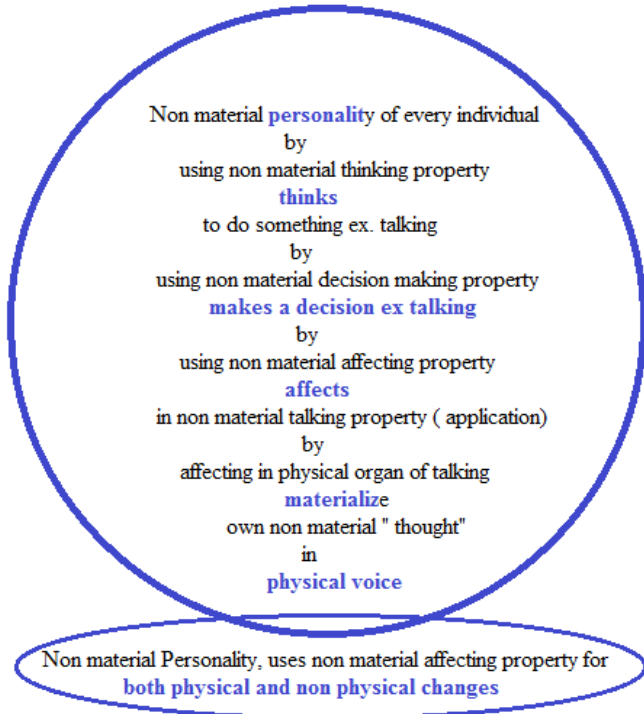 Non material personality of every individual
by
using non material thinking property
thinks
to do something ex. talking
by
using non material decision making property
makes a decision ex talking
by
using non material affecting property
affects
in non material talking property ( application)
by
affecting in physical organ of talking
materialize
own non material " thought"
in
physical voice
Non material Personality, uses non material affecting property for
both physical and non physical changes